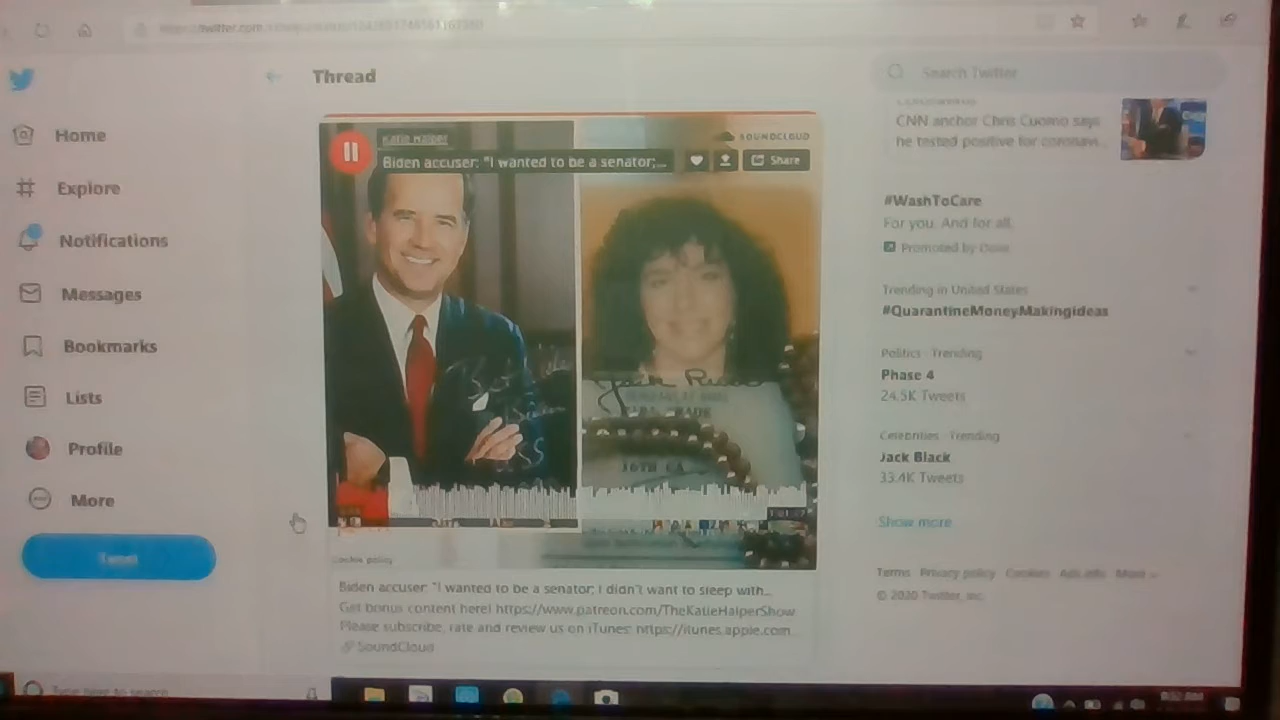 Thread
Search Twitter
Home
Explore
Notifications
Messages
Bookmarks
Lists
Profile
More
Tweet
Katie Halper
SOUNDCLOUD
Biden accuser: "I wanted to be a senator;...
Share
cookie policy
Biden accuser: "I wanted to be a senator; I didn't want to sleep with...
Get bonus content here! https://www.patreon.com/TheKatieHalperShow
Please subscribe, rate and review us on iTunes: https://itunes.apple.com...
SoundCloud
CNN anchor Chris Cuomo says
he tested positive for coronavi...
#WashToCare
For you. And for all.
Promoted by Dove
Trending in United States
#QuarantineMoneyMakingIdeas
Politics · Trending
Phase 4
24.5K Tweets
Celebrities · Trending
Jack Black
33.4K Tweets
Show more
Terms Privacy policy Cookies Ads info More
© 2020 Twitter, Inc.
Type here to search